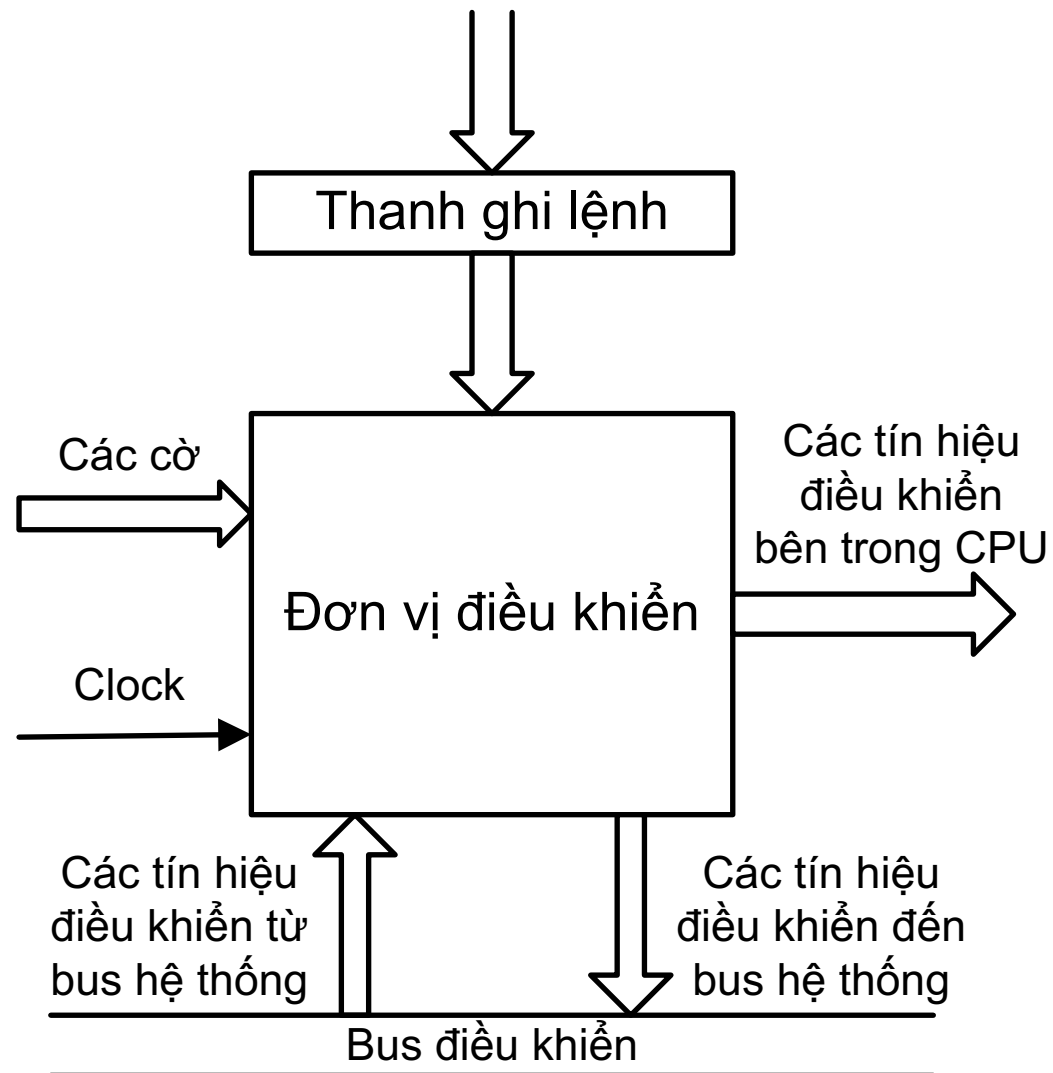 Thanh ghi lệnh
Các cờ
Các tín hiệu
điều khiển
bên trong CPU
Đơn vị điều khiển
Clock
Các tín hiệu
điều khiển từ
bus hệ thống
Các tín hiệu
điều khiển đến
bus hệ thống
Bus điều khiển